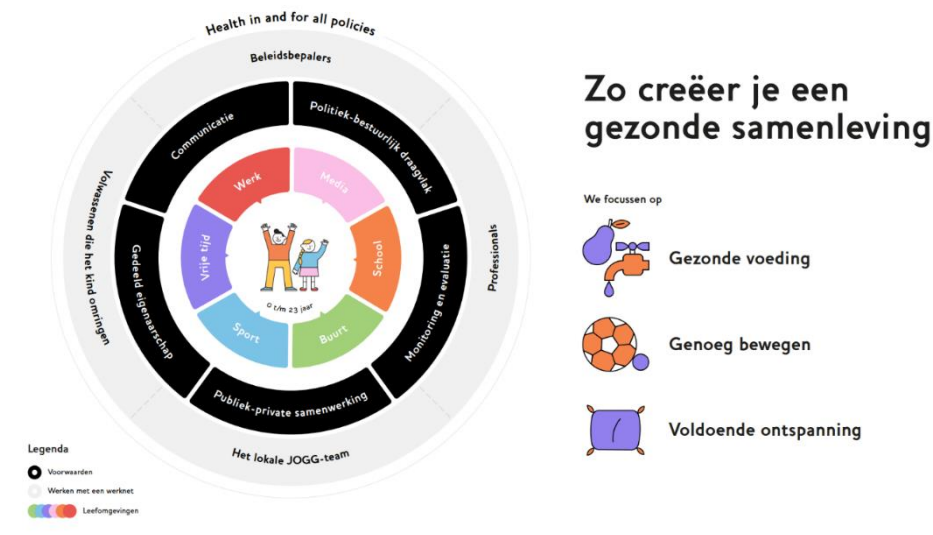 Health in and for all policies
Beleidsbepalers
Communicatie
Politiek-bestuurlijk draagvlak
Volwassenen die het kind omringen
Gedeeld eigenaarschap
Werk
Media
Vrije tijd
School
Sport
Buurt
0 t/m 23 jaar
Monitoring en evaluatie
Professionals
Publiek-private samenwerking
Het lokale JOGG-team
Legenda
Voorwaarden
Werken met een werknet
Leefomgevingen
Zo creëer je een
gezonde samenleving
We focussen op
Gezonde voeding
Genoeg bewegen
Voldoende ontspanning